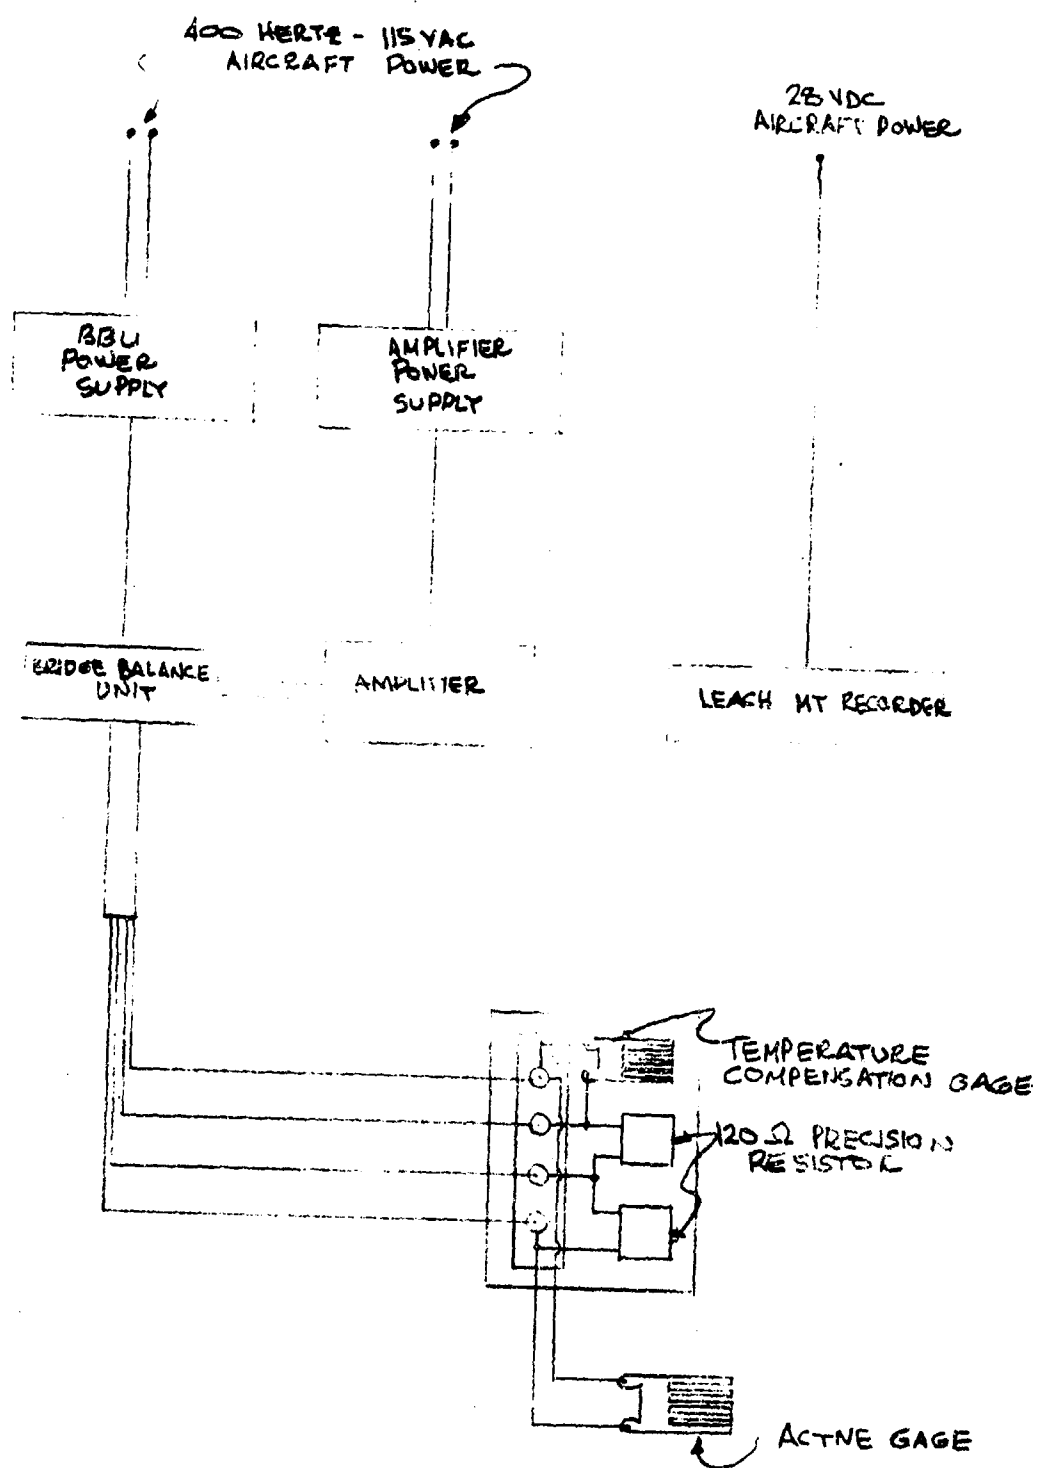 400 HERTZ - 115 VAC
AIRCRAFT POWER
28 VDC
AIRCRAFT POWER
BBU
POWER
SUPPLY
AMPLIFIER
POWER
SUPPLY
BRIDGE BALANCE
UNIT
AMPLIFIER
LEACH MT RECORDER
TEMPERATURE
COMPENSATION GAGE
120 Ω PRECISION
RESISTOR
ACTIVE GAGE